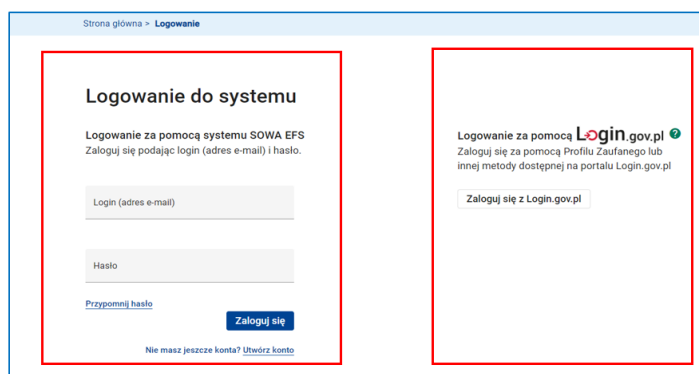 Strona główna > Logowanie
Logowanie do systemu
Logowanie za pomocą systemu SOWA EFS
Zaloguj się podając login (adres e-mail) i hasło.
Login (adres e-mail)
Hasło
Przypomnij hasło
Zaloguj się
Nie masz jeszcze konta? Utwórz konto
Logowanie za pomocą Login.gov.pl ?
Zaloguj się za pomocą Profilu Zaufanego lub
innej metody dostępnej na portalu Login.gov.pl
Zaloguj się z Login.gov.pl